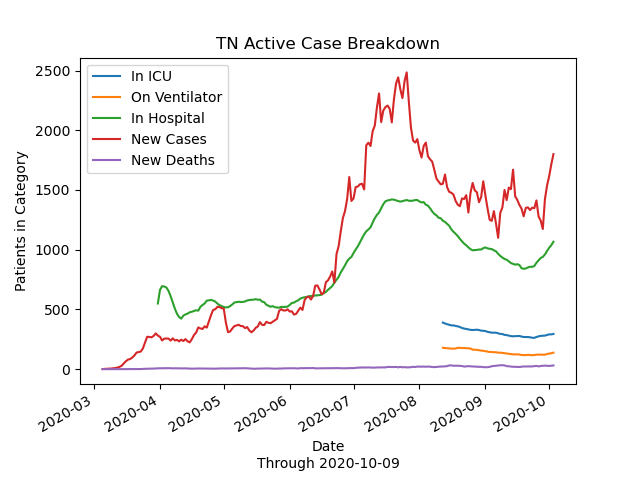 TN Active Case Breakdown
In ICU
On Ventilator
In Hospital
New Cases
New Deaths
Patients in Category
2500
2000
1500
1000
500
0
2020-03
2020-04
2020-05
2020-06
2020-07
2020-08
2020-09
2020-10
Date
Through 2020-10-09